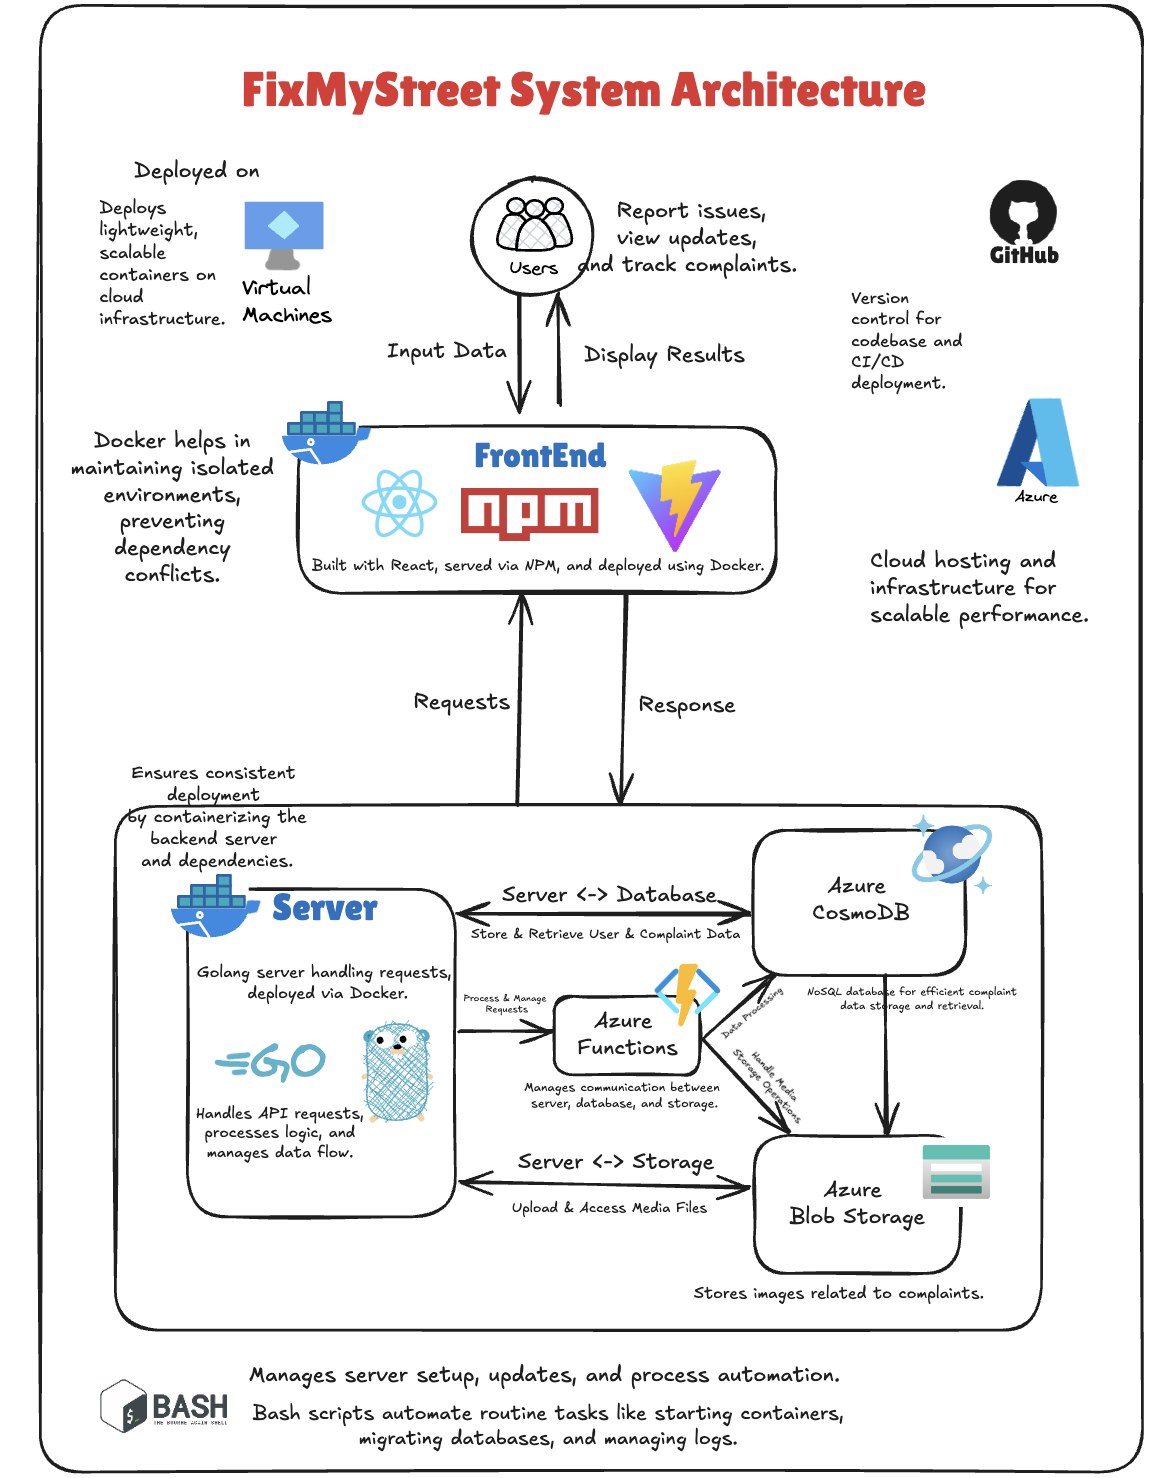 FixMyStreet System Architecture
Deployed on
Deploys
lightweight,
scalable
containers on
cloud
infrastructure.
Virtual
Machines
Users
Report issues,
view updates,
and track complaints.
GitHub
Version
control for
codebase and
CI/CD
deployment.
Input Data
Display Results
Azure
Cloud hosting and
infrastructure for
scalable performance.
Docker helps in
maintaining isolated
environments,
preventing
dependency
conflicts.
FrontEnd
npm
Built with React, served via NPM, and deployed using Docker.
Requests
Response
Ensures consistent
deployment
by containerizing the
backend server
and dependencies.
Server
Golang server handling requests,
deployed via Docker.
GO
Handles API requests,
processes logic, and
manages data flow.
Server <-> Database
Store & Retrieve User & Complaint Data
Azure
CosmoDB
NoSQL database for efficient complaint
data storage and retrieval.
Process & Manage
Requests
Azure
Functions
Manages communication between
server, database, and storage.
Data Processing
Handle Media
Storage Operations
Server <-> Storage
Upload & Access Media Files
Azure
Blob Storage
Stores images related to complaints.
$_
BASH
THE BOURNE-AGAIN SHELL
Manages server setup, updates, and process automation.
Bash scripts automate routine tasks like starting containers,
migrating databases, and managing logs.